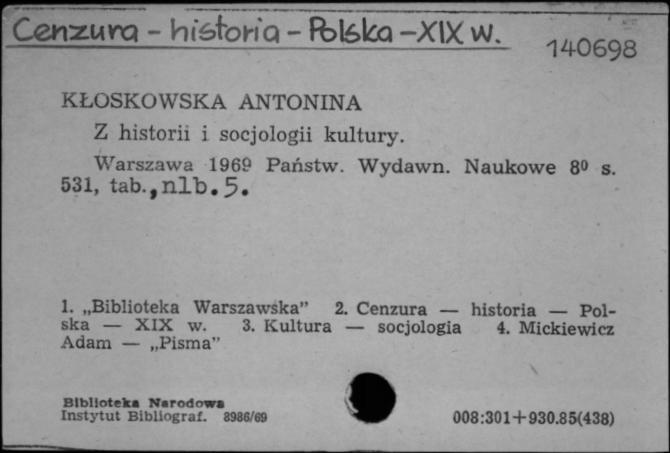 Cenzura – historia – Polska – XIX w.
140698
KŁOSKOWSKA ANTONINA
Z historii i socjologii kultury.
Warszawa 1969 Państw. Wydawn. Naukowe 8⁰ s.
531, tab., nlb. 5.
1. „Biblioteka Warszawska” 2. Cenzura — historia — Pol-
ska — XIX w. 3. Kultura — socjologia 4. Mickiewicz
Adam — „Pisma”
Biblioteka Narodowa
Instytut Bibliograf. 8986/69
008:301+930.85(438)